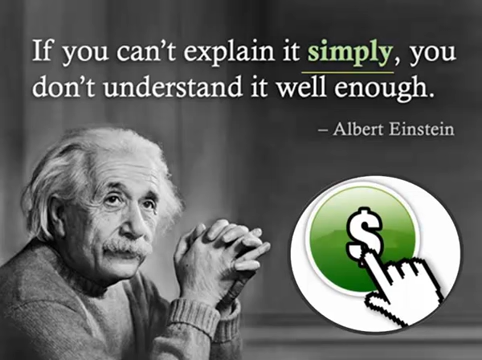 If you can't explain it simply, you
don't understand it well enough.
– Albert Einstein
$